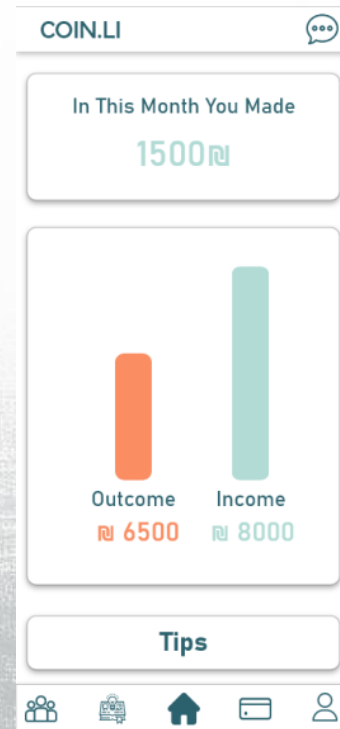 COIN.LI
In This Month You Made
1500₪
Outcome
Income
₪ 6500
₪ 8000
Tips